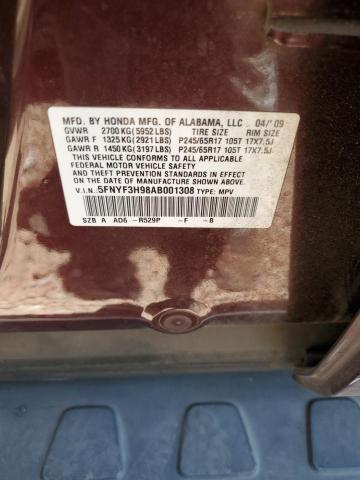 MFD. BY HONDA MFG. OF ALABAMA, LLC 04/'09
GVWR 2700 KG (5952 LBS) TIRE SIZE RIM SIZE
GAWR F 1325 KG (2921 LBS) P245/65R17 105T 17X7.5J
GAWR R 1450 KG (3197 LBS) P245/65R17 105T 17X7.5J
THIS VEHICLE CONFORMS TO ALL APPLICABLE
FEDERAL MOTOR VEHICLE SAFETY
AND THEFT PREVENTION STANDARDS IN EFFECT
ON THE DATE OF MANUFACTURE SHOWN ABOVE
V.I.N. 5FNYF3H98AB001308 TYPE: MPV
SZB A AD6 -R529P -F -B